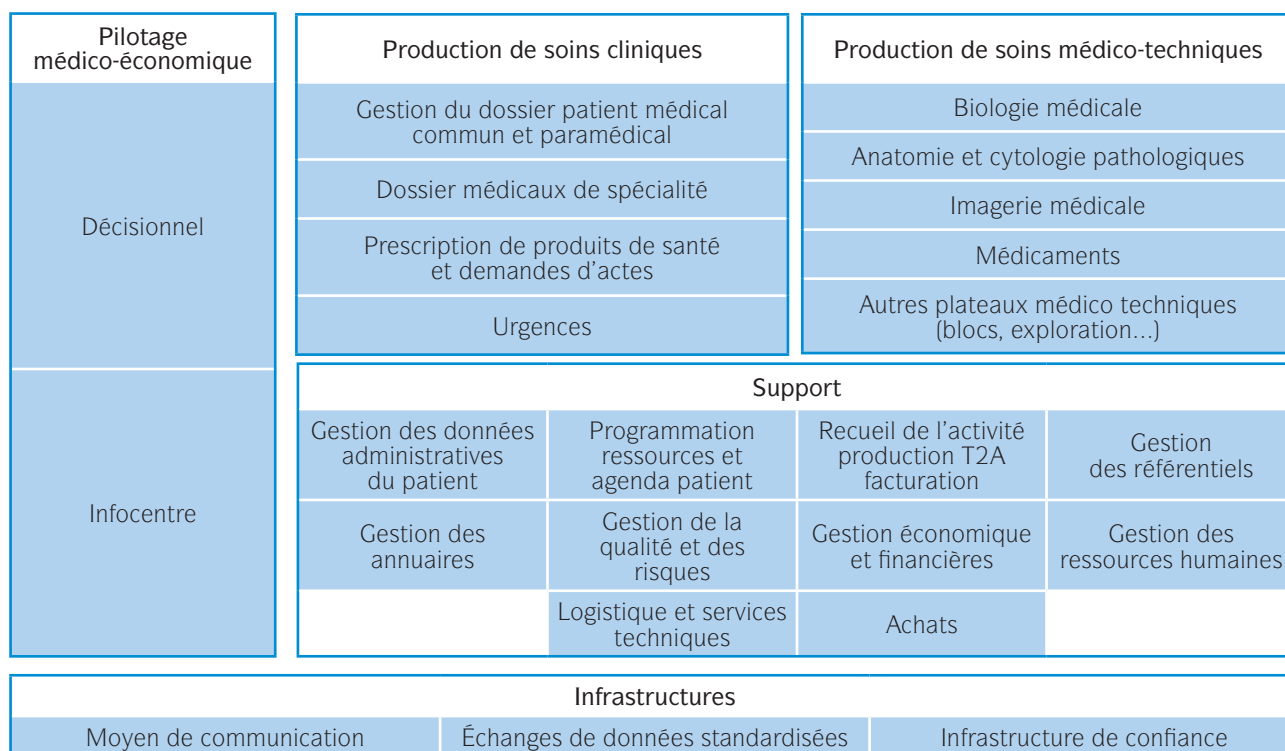 Pilotage
médico-économique
Décisionnel
Infocentre
Production de soins cliniques
Gestion du dossier patient médical
commun et paramédical
Dossier médicaux de spécialité
Prescription de produits de santé
et demandes d'actes
Urgences
Production de soins médico-techniques
Biologie médicale
Anatomie et cytologie pathologiques
Imagerie médicale
Médicaments
Autres plateaux médico techniques
(blocs, exploration…)
Support
Gestion des données
administratives
du patient
Programmation
ressources et
agenda patient
Recueil de l'activité
production T2A
facturation
Gestion
des référentiels
Gestion des
annuaires
Gestion de la
qualité et des
risques
Gestion économique
et financières
Gestion des
ressources humaines
Logistique et services
techniques
Achats
Infrastructures
Moyen de communication
Échanges de données standardisées
Infrastructure de confiance